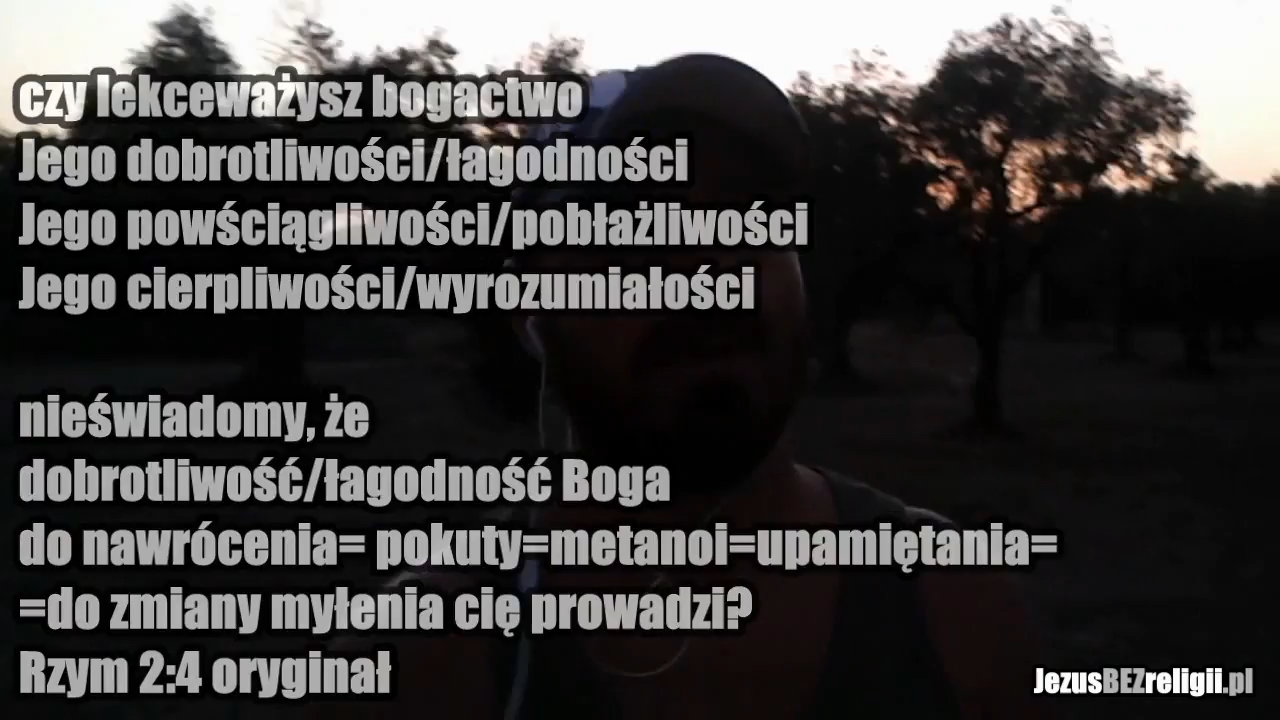 czy lekceważysz bogactwo
Jego dobrotliwości/łagodności
Jego powściągliwości/pobłażliwości
Jego cierpliwości/wyrozumiałości
nieświadomy, że
dobrotliwość/łagodność Boga
do nawrócenia= pokuty=metanoi=upamiętania=
=do zmiany myłenia cię prowadzi?
Rzym 2:4 oryginał
JezusBEZreligii.pl